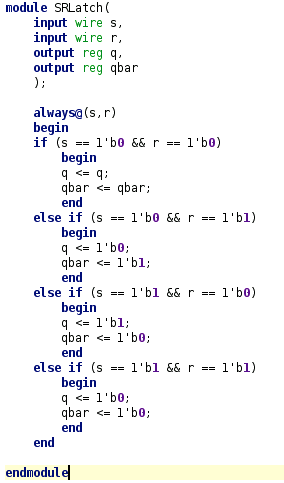 module SRLatch(
    input wire s,
    input wire r,
    output reg q,
    output reg qbar
    );

    always@(s,r)
    begin
    if (s == 1'b0 && r == 1'b0)
        begin
        q <= q;
        qbar <= qbar;
        end
    else if (s == 1'b0 && r == 1'b1)
        begin
        q <= 1'b0;
        qbar <= 1'b1;
        end
    else if (s == 1'b1 && r == 1'b0)
        begin
        q <= 1'b1;
        qbar <= 1'b0;
        end
    else if (s == 1'b1 && r == 1'b1)
        begin
        q <= 1'b0;
        qbar <= 1'b0;
        end
    end

endmodule